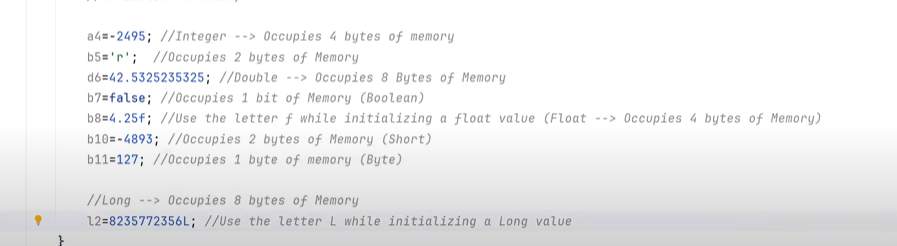 a4=-2495; //Integer --> Occupies 4 bytes of memory
b5='r'; //Occupies 2 bytes of Memory
d6=42.5325235325; //Double --> Occupies 8 Bytes of Memory
b7=false; //Occupies 1 bit of Memory (Boolean)
b8=4.25f; //Use the letter f while initializing a float value (Float --> Occupies 4 bytes of Memory)
b10=-4893; //Occupies 2 bytes of Memory (Short)
b11=127; //Occupies 1 byte of memory (Byte)
//Long --> Occupies 8 bytes of Memory
l2=8235772356L; //Use the letter L while initializing a Long value
}